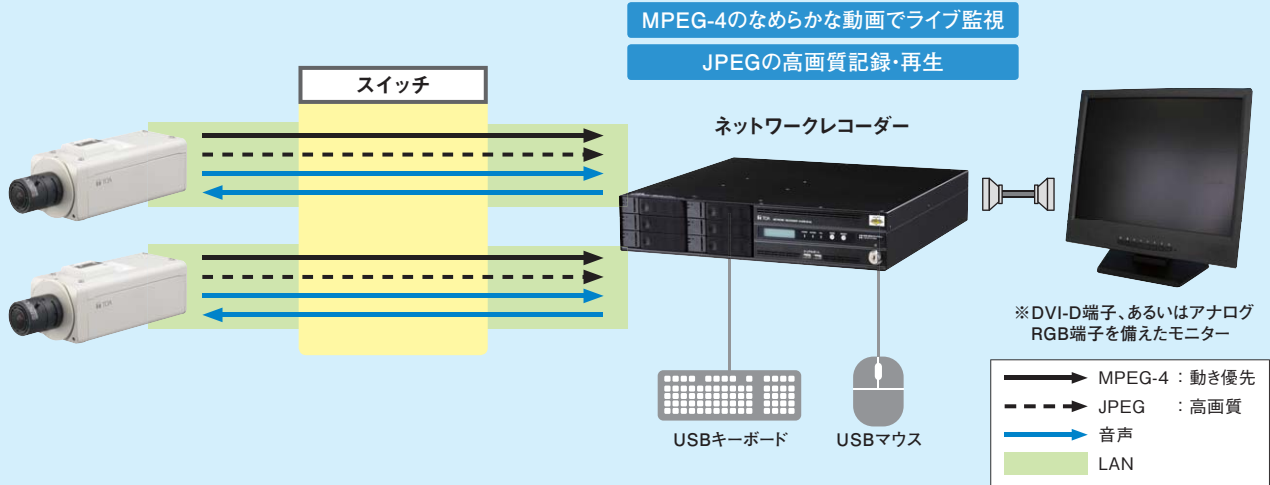 MPEG-4のなめらかな動画でライブ監視
JPEGの高画質記録・再生
スイッチ
ネットワークレコーダー
TOA
TOA
TOA
※DVI-D端子、あるいはアナログ
RGB端子を備えたモニター
USBキーボード
USBマウス
MPEG-4：動き優先
JPEG：高画質
音声
LAN